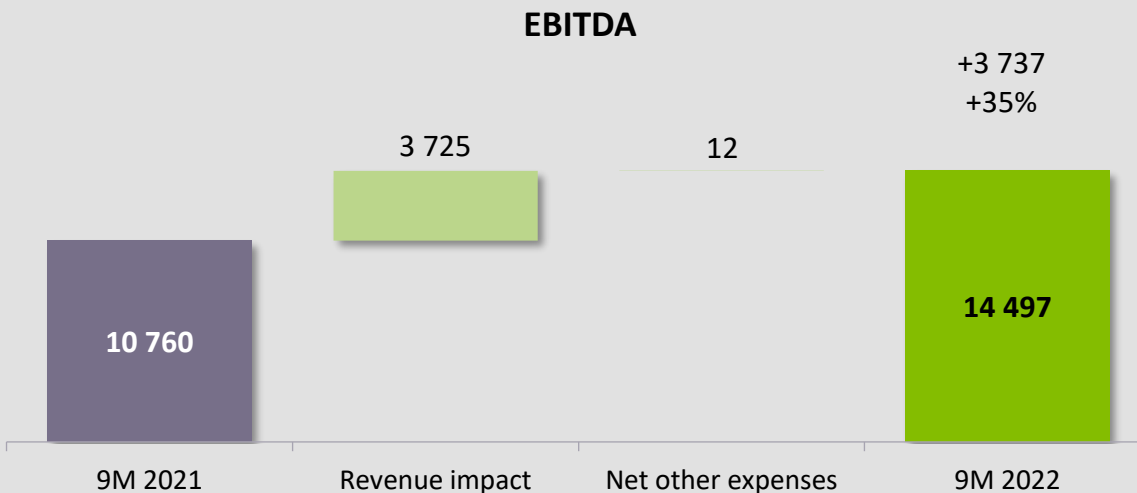 EBITDA
+3 737
+35%
3 725
12
10 760
14 497
9M 2021
Revenue impact
Net other expenses
9M 2022